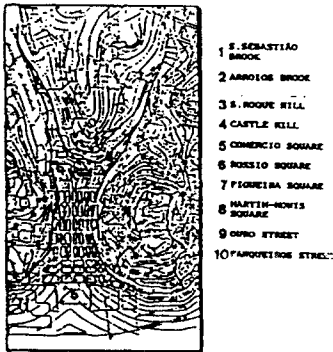 1 S.SEBASTIÃO
BROOK
2 ARROIOS BROOK
3 S.ROQUE HILL
4 CASTLE HILL
5 COMERCIO SQUARE
6 ROSSIO SQUARE
7 FIGUEIRA SQUARE
8 MARTIM-MONIS
SQUARE
9 OURO STREET
10 FANQUEIROS STREET